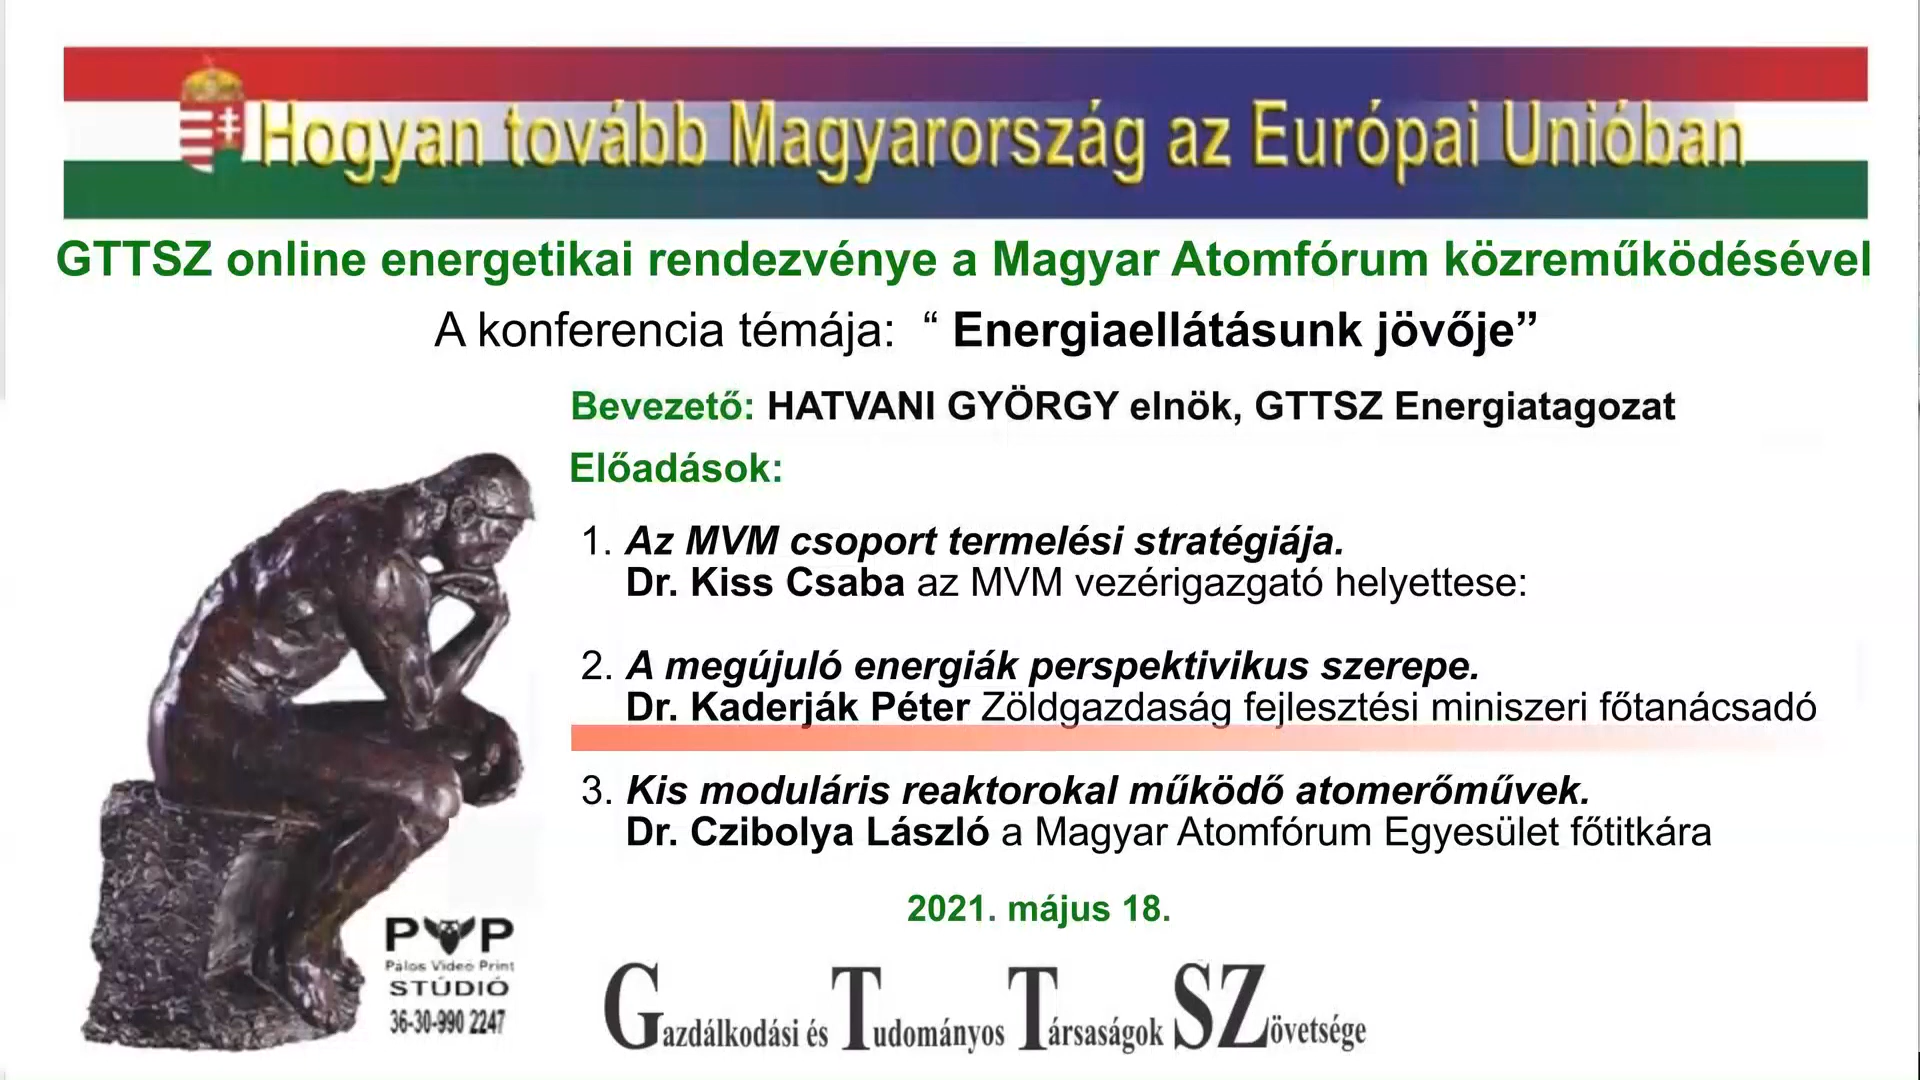 Hogyan tovább Magyarország az Európai Unióban
GTTSZ online energetikai rendezvénye a Magyar Atomfórum közreműködésével
A konferencia témája: “ Energiaellátásunk jövője”
Bevezető: HATVANI GYÖRGY elnök, GTTSZ Energiatagozat
Előadások:
1. Az MVM csoport termelési stratégiája.
Dr. Kiss Csaba az MVM vezérigazgató helyettese:
2. A megújuló energiák perspektivikus szerepe.
Dr. Kaderják Péter Zöldgazdaság fejlesztési miniszeri főtanácsadó
3. Kis moduláris reaktorokal működő atomerőművek.
Dr. Czibolya László a Magyar Atomfórum Egyesület főtitkára
2021. május 18.
PVP
Pálos Videó Print
STÚDIÓ
36-30-990 2247
Gazdálkodási és Tudományos Társaságok SZövetsége